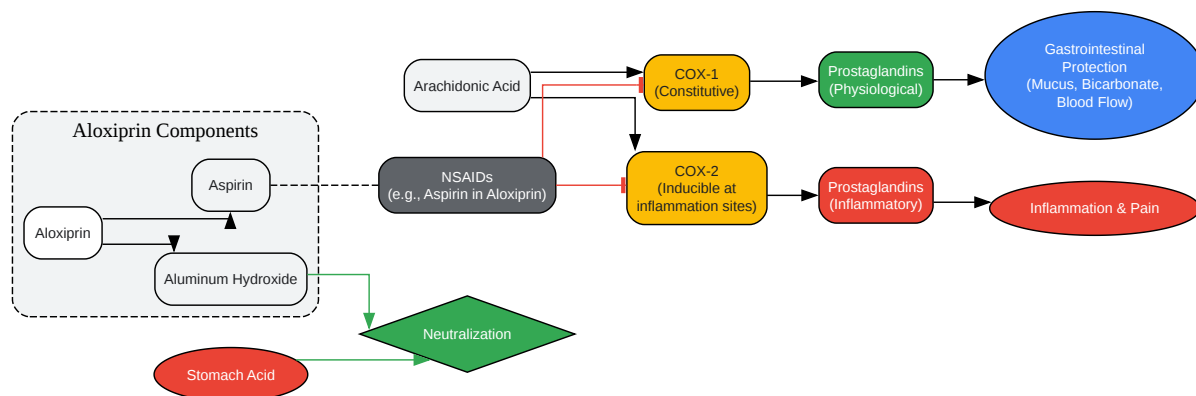 Arachidonic Acid
COX-1
(Constitutive)
Prostaglandins
(Physiological)
Gastrointestinal
Protection
(Mucus, Bicarbonate,
Blood Flow)
Aloxiprin Components
Aspirin
Aloxiprin
Aluminum Hydroxide
NSAIDs
(e.g., Aspirin in Aloxiprin)
COX-2
(Inducible at
inflammation sites)
Prostaglandins
(Inflammatory)
Inflammation & Pain
Neutralization
Stomach Acid